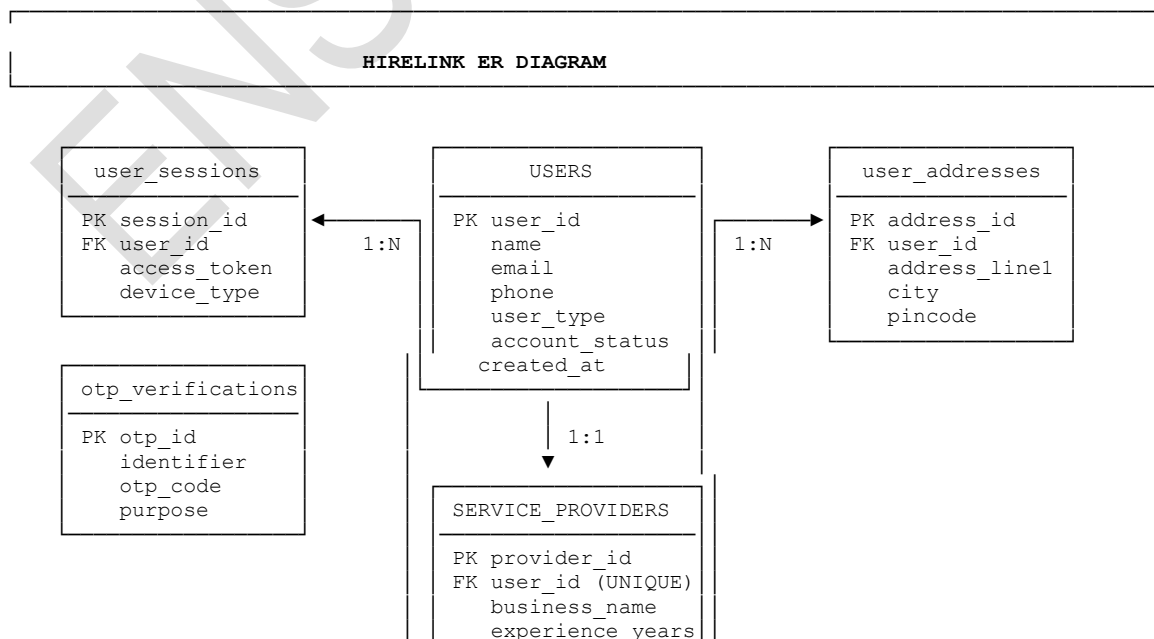 HIRELINK ER DIAGRAM
user_sessions
PK session_id
FK user_id
access_token
device_type
1:N
USERS
PK user_id
name
email
phone
user_type
account_status
created_at
1:N
user_addresses
PK address_id
FK user_id
address_line1
city
pincode
otp_verifications
PK otp_id
identifier
otp_code
purpose
1:1
SERVICE_PROVIDERS
PK provider_id
FK user_id (UNIQUE)
business_name
experience_years
ENS